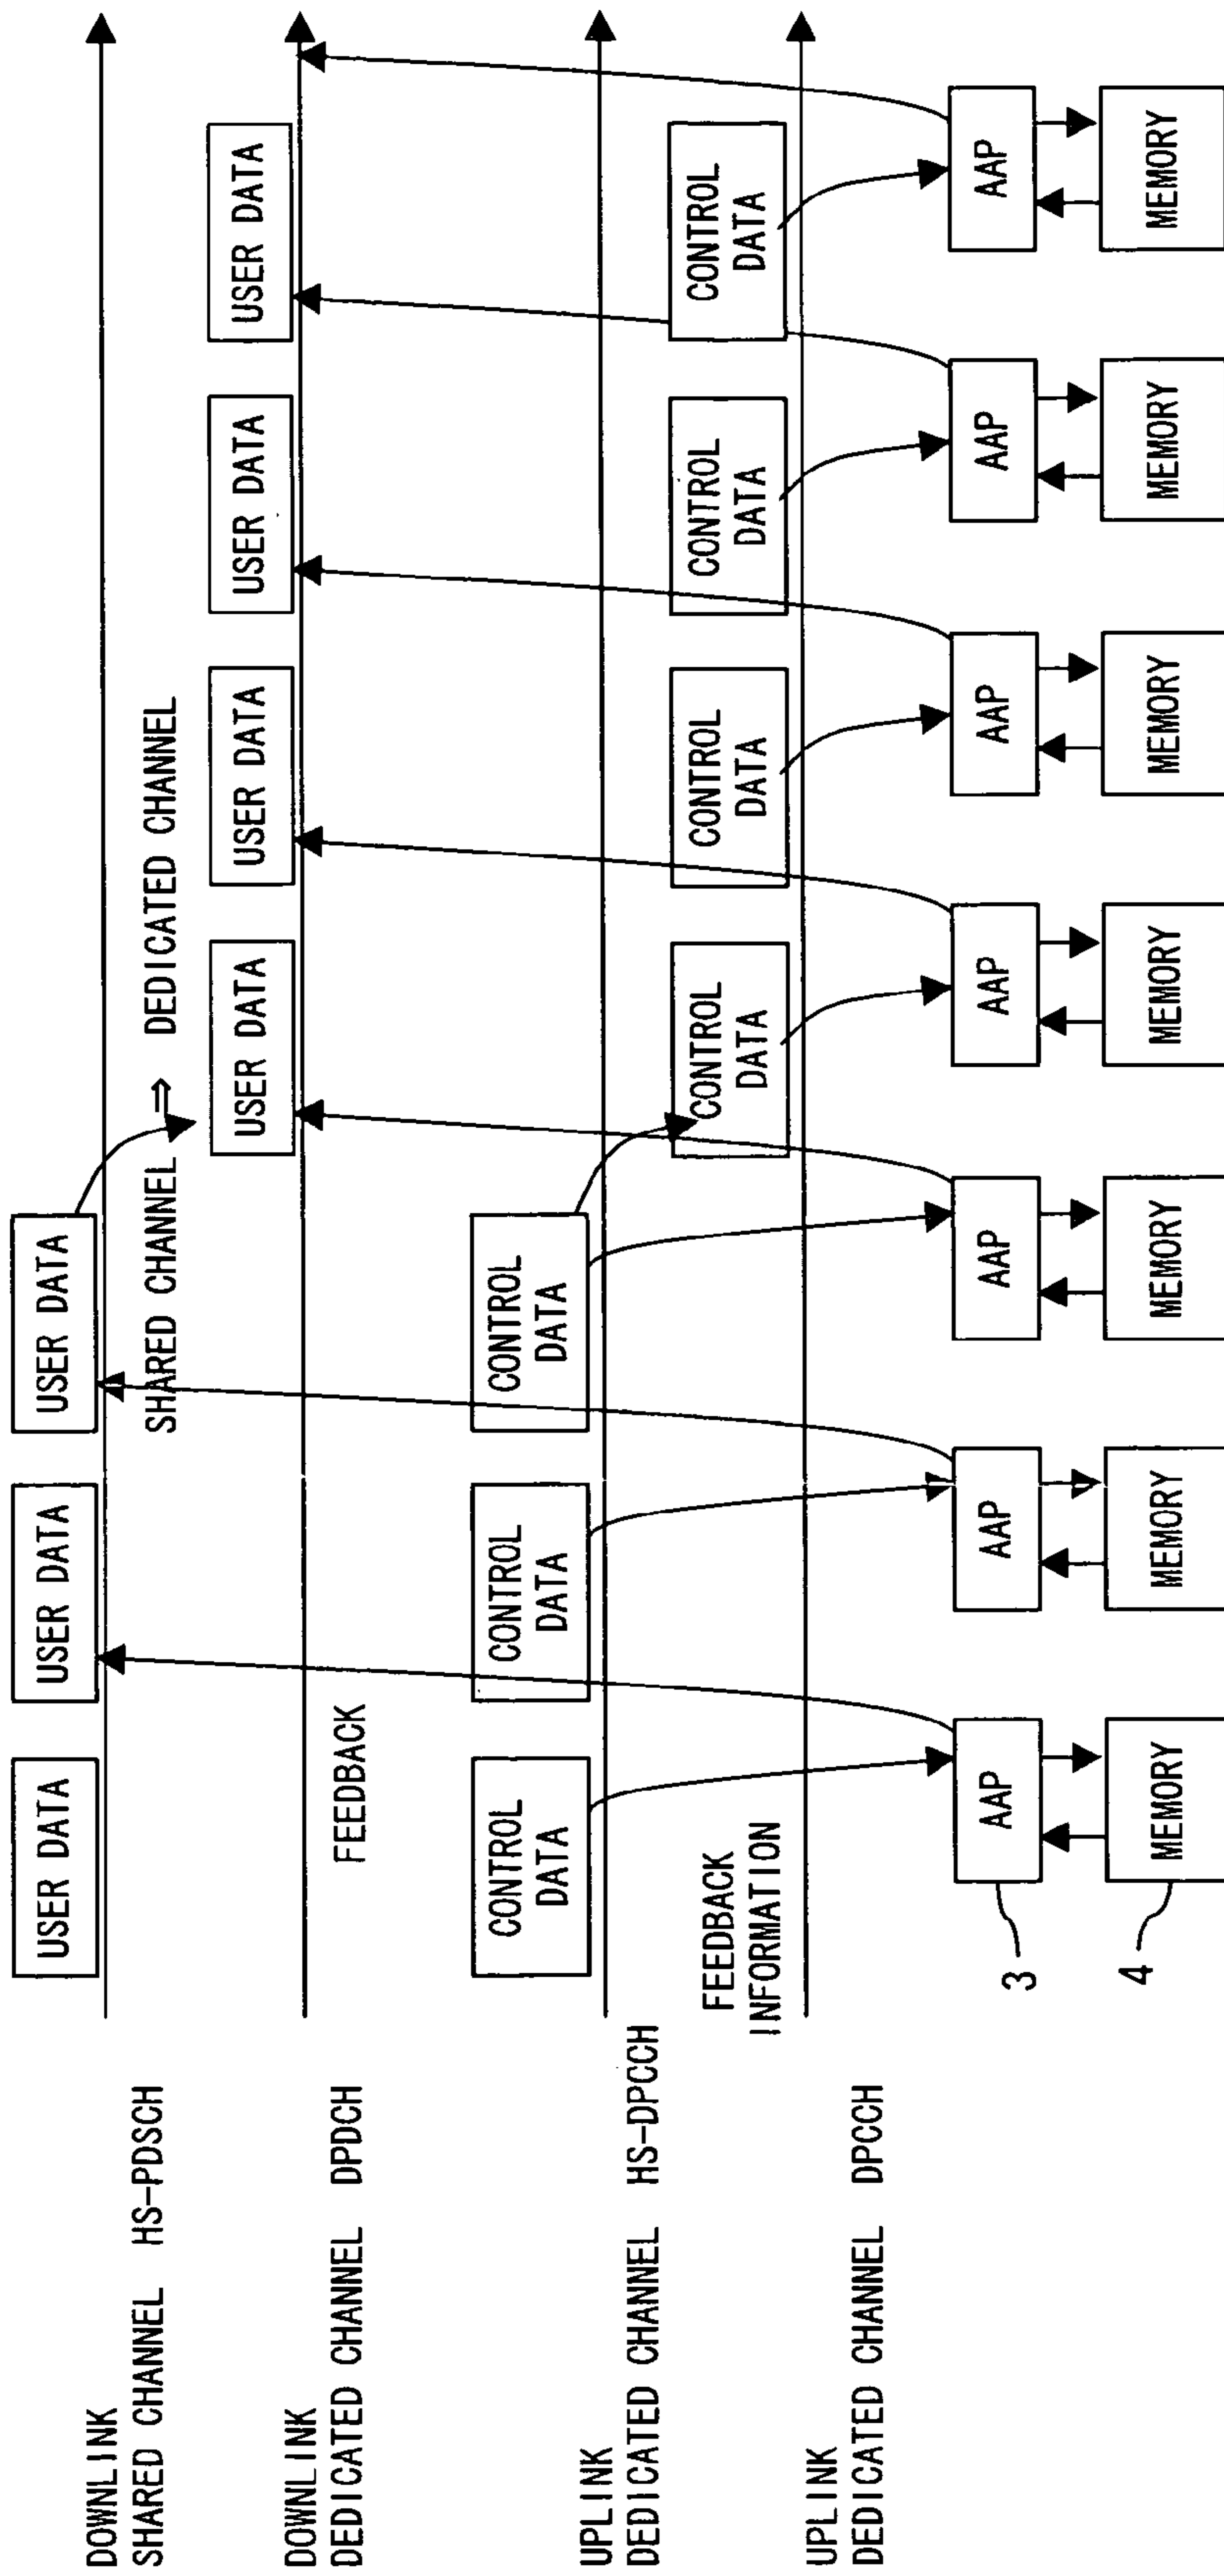 DOWNLINK
SHARED CHANNEL HS-PDSCH
USER DATA
USER DATA
USER DATA
SHARED CHANNEL ⇒ DEDICATED CHANNEL
DOWNLINK
DEDICATED CHANNEL DPDCH
USER DATA
USER DATA
USER DATA
USER DATA
FEEDBACK
UPLINK
DEDICATED CHANNEL HS-DPCCH
CONTROL
DATA
CONTROL
DATA
CONTROL
DATA
FEEDBACK
INFORMATION
UPLINK
DEDICATED CHANNEL DPCCH
CONTROL
DATA
CONTROL
DATA
CONTROL
DATA
CONTROL
DATA
3
AAP
AAP
AAP
AAP
AAP
AAP
AAP
4
MEMORY
MEMORY
MEMORY
MEMORY
MEMORY
MEMORY
MEMORY